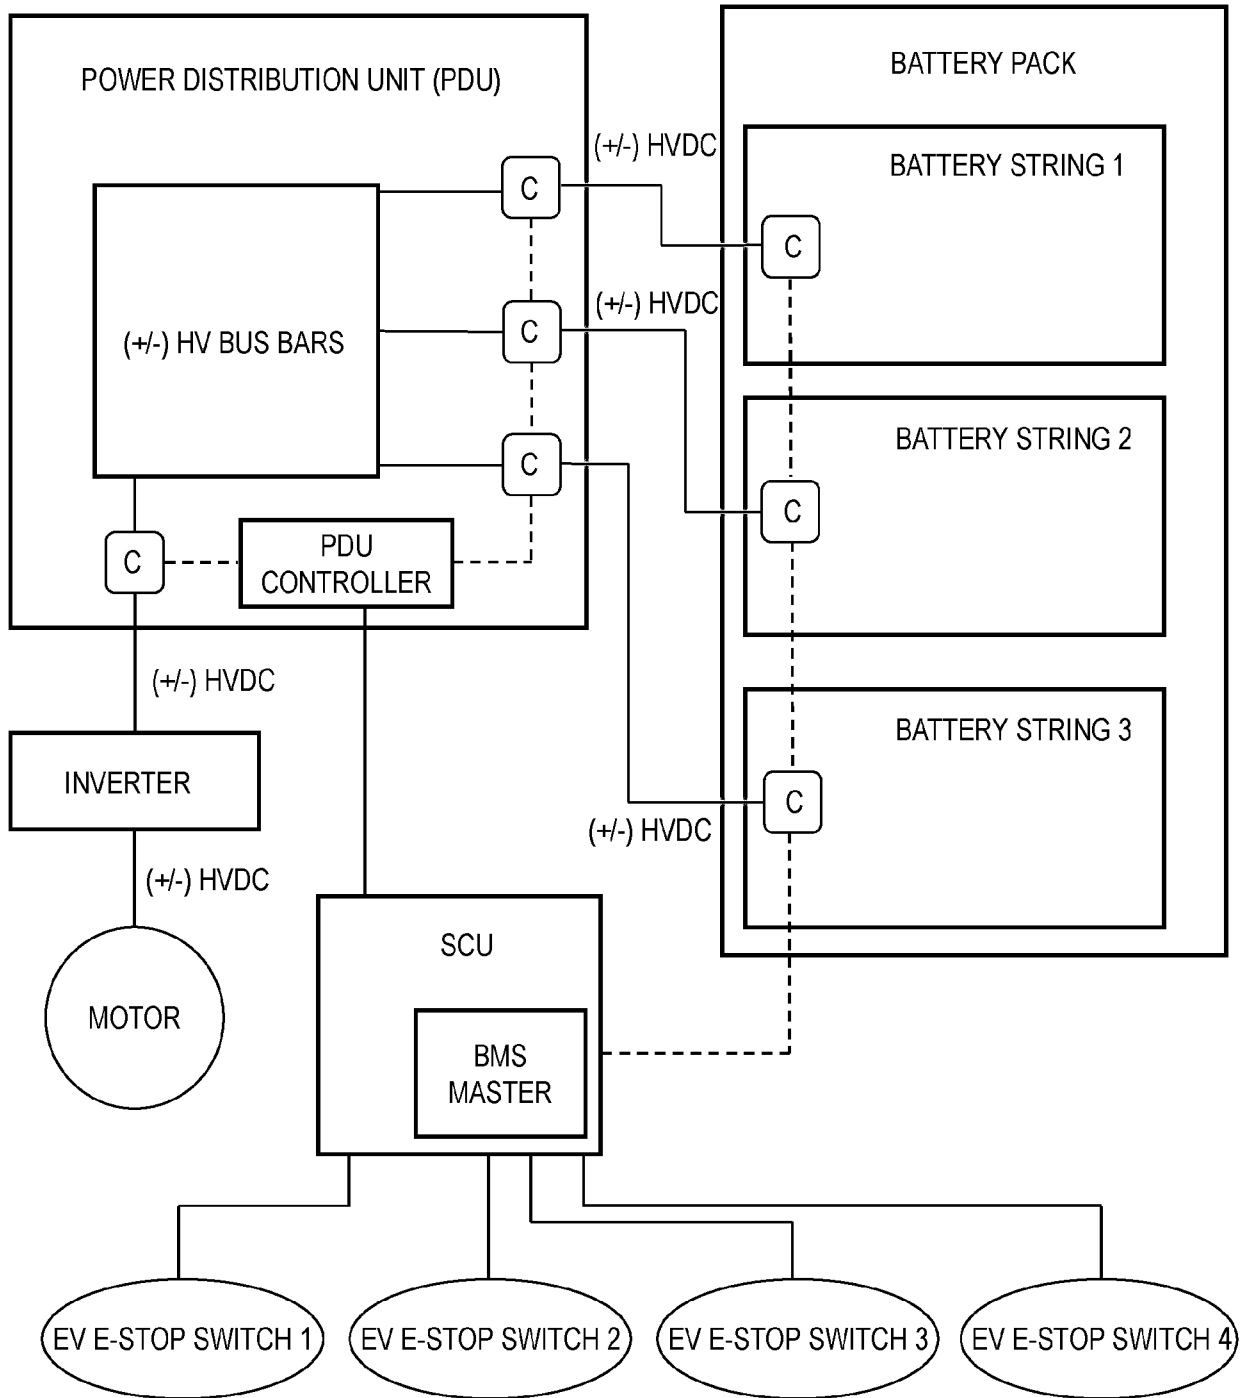 POWER DISTRIBUTION UNIT (PDU)
BATTERY PACK
(+/-) HVDC
BATTERY STRING 1
C
C
(+/-) HVDC
C
(+/-) HV BUS BARS
BATTERY STRING 2
C
C
PDU
CONTROLLER
C
(+/-) HVDC
BATTERY STRING 3
INVERTER
C
(+/-) HVDC
(+/-) HVDC
SCU
MOTOR
BMS
MASTER
EV E-STOP SWITCH 1
EV E-STOP SWITCH 2
EV E-STOP SWITCH 3
EV E-STOP SWITCH 4